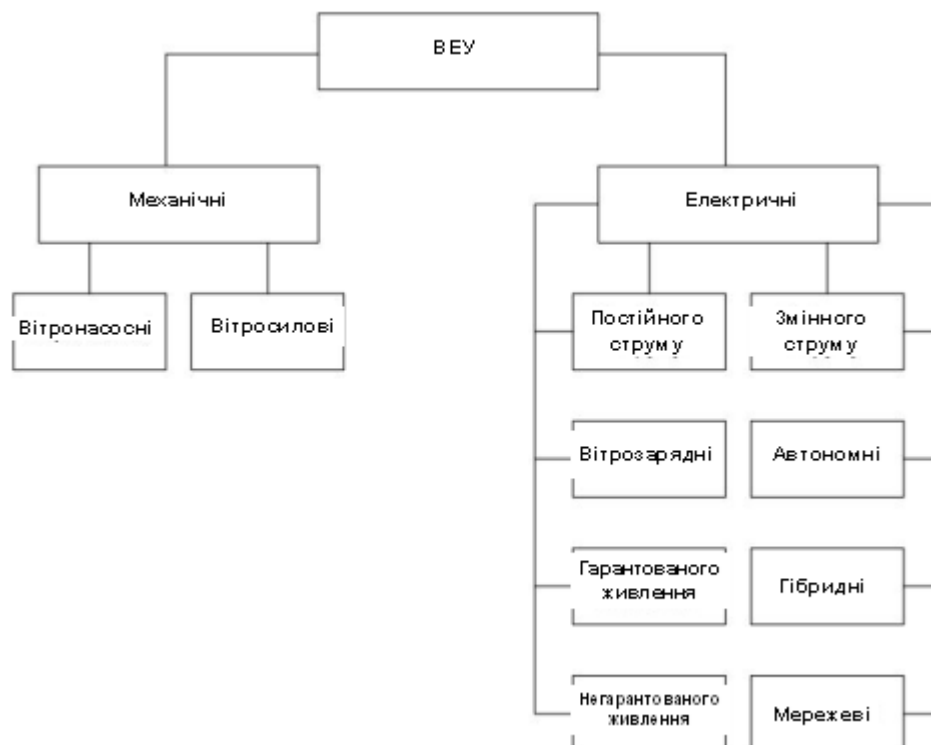 ВЕУ
Механічні
Електричні
Вітронасосні
Вітросилові
Постійного
струму
Змінного
струму
Вітрозарядні
Автономні
Гарантованого
живлення
Гібридні
Негарантованого
живлення
Мережеві